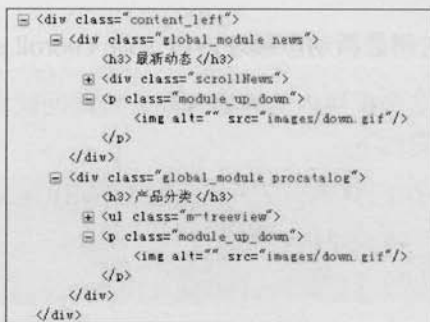 <div class="content_left">
<div class="global_module news">
<h3>最新动态</h3>
<div class="scrollNews">
<p class="module_up_down">
<img alt="" src="images/down.gif"/>
</p>
</div>
<div class="global_module procatalog">
<h3>产品分类</h3>
<ul class="m-treeview">
<p class="module_up_down">
<img alt="" src="images/down.gif"/>
</p>
</div>
</div>